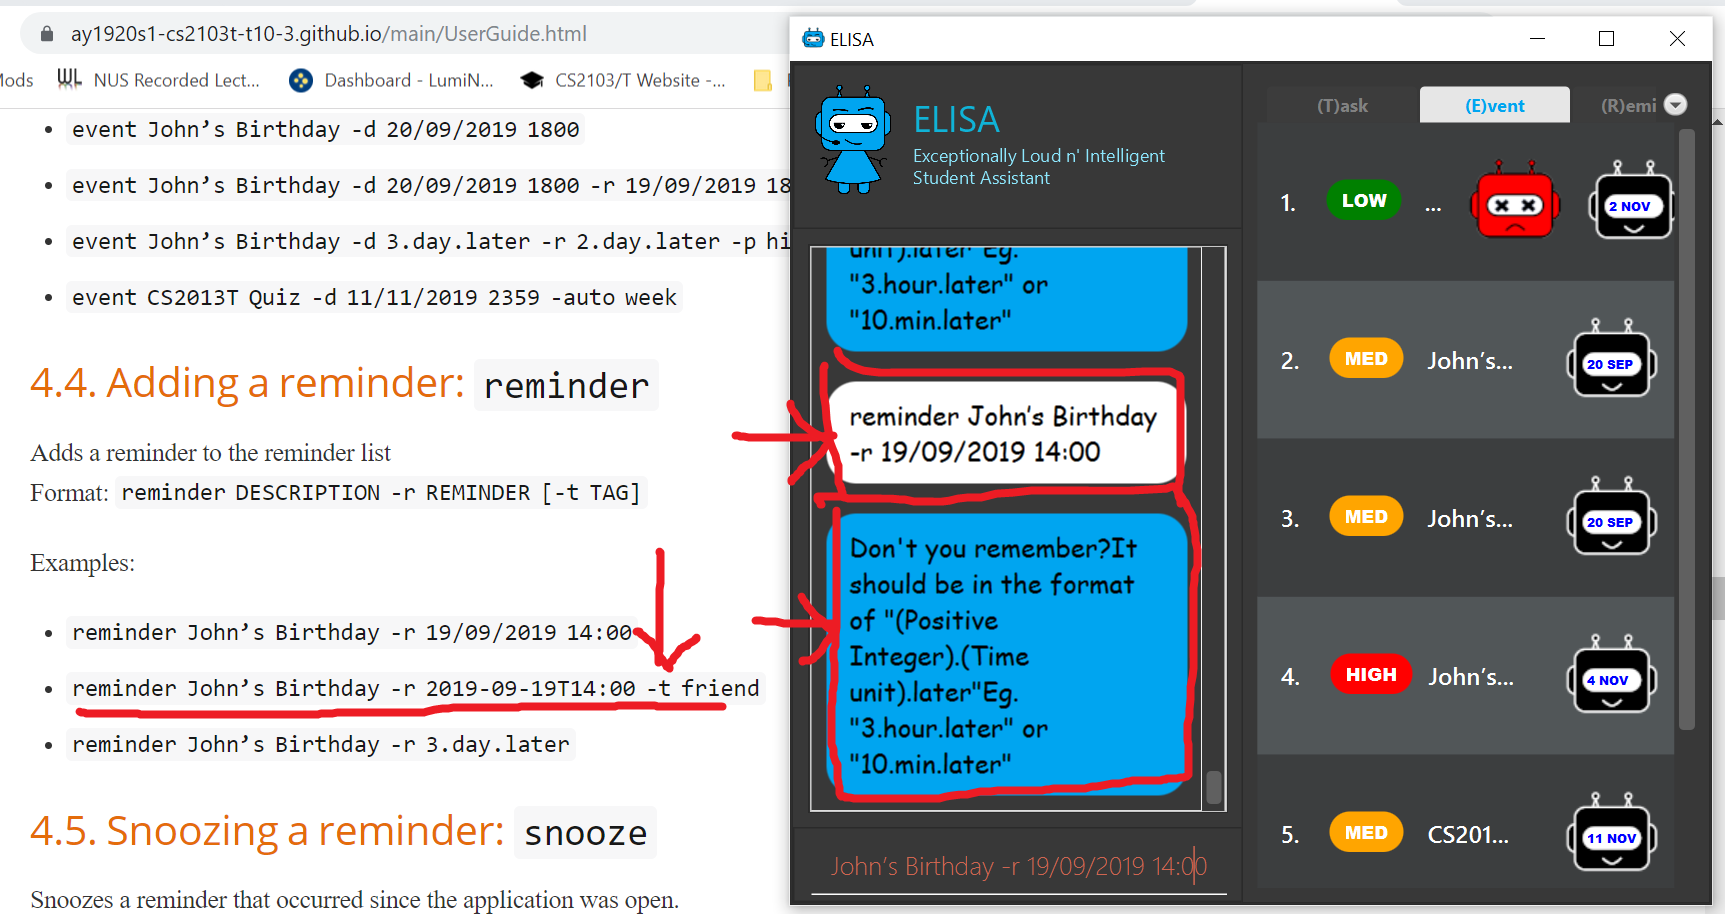 ay1920s1-cs2103t-t10-3.github.io/main/UserGuide.html
ods
NUS Recorded Lect...
Dashboard - LumiN...
CS2103/T Website -...
event John’s Birthday -d 20/09/2019 1800
event John’s Birthday -d 20/09/2019 1800 -r 19/09/2019 18
event John’s Birthday -d 3.day.later -r 2.day.later -p hi
event CS2013T Quiz -d 11/11/2019 2359 -auto week
4.4. Adding a reminder: reminder
Adds a reminder to the reminder list
Format: reminder DESCRIPTION -r REMINDER [-t TAG]
Examples:
reminder John’s Birthday -r 19/09/2019 14:00
reminder John’s Birthday -r 2019-09-19T14:00 -t friend
reminder John’s Birthday -r 3.day.later
4.5. Snoozing a reminder: snooze
Snoozes a reminder that occurred since the application was open.
ELISA
ELISA
Exceptionally Loud n' Intelligent
Student Assistant
unit).later"Eg.
"3.hour.later" or
"10.min.later"
reminder John’s Birthday
-r 19/09/2019 14:00
Don't you remember?It
should be in the format
of "(Positive
Integer).(Time
unit).later"Eg.
"3.hour.later" or
"10.min.later"
John’s Birthday -r 19/09/2019 14:00
(T)ask
(E)vent
(R)emi
1. LOW ... 2 NOV
2. MED John’s... 20 SEP
3. MED John’s... 20 SEP
4. HIGH John’s... 4 NOV
5. MED CS201... 11 NOV